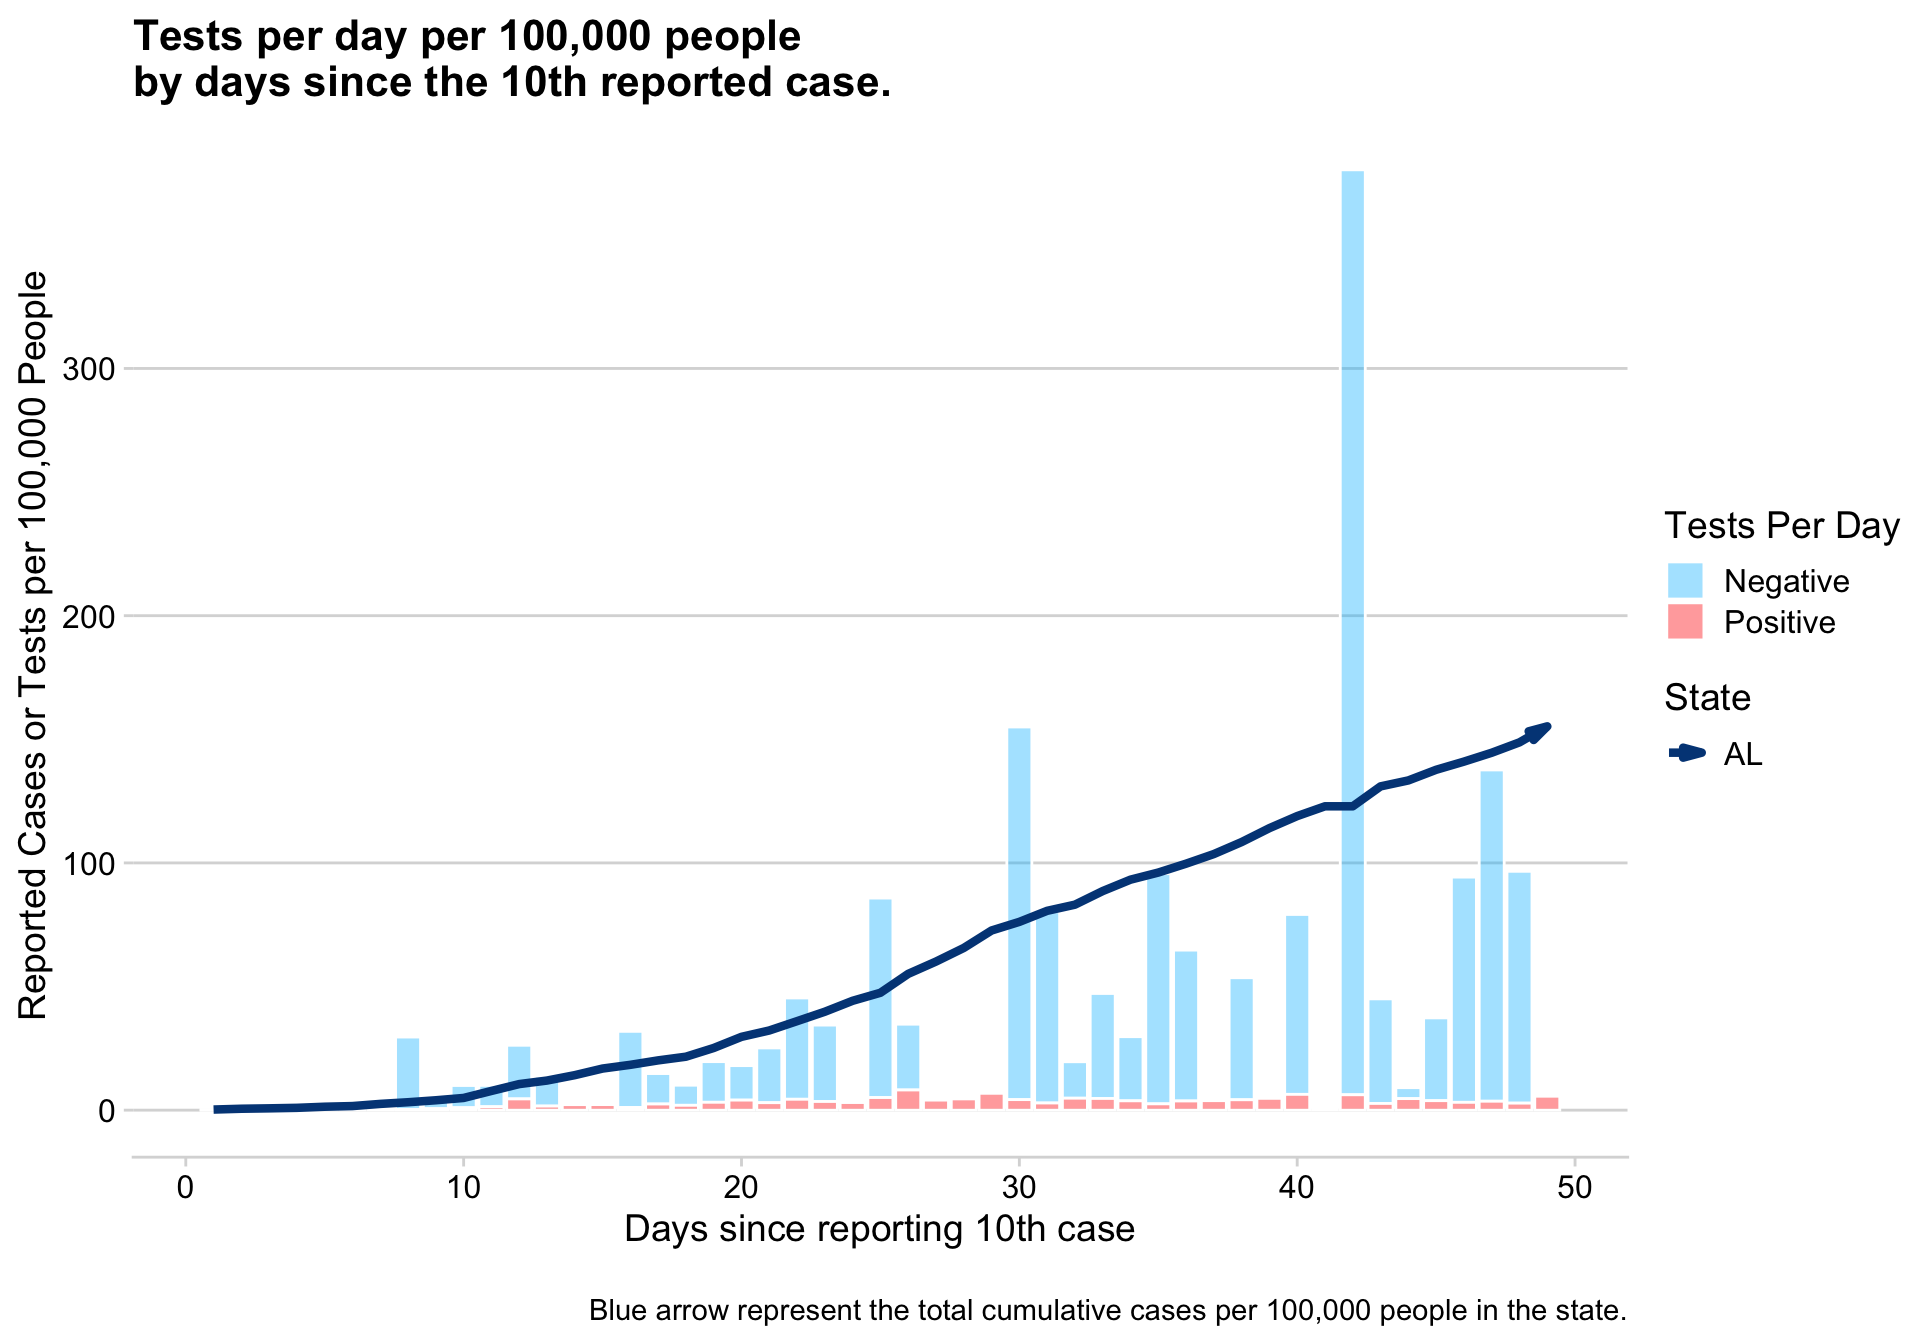 Tests per day per 100,000 people
by days since the 10th reported case.
Reported Cases or Tests per 100,000 People
300
200
100
0
0 10 20 30 40 50
Days since reporting 10th case
Tests Per Day
Negative
Positive
State
AL
Blue arrow represent the total cumulative cases per 100,000 people in the state.